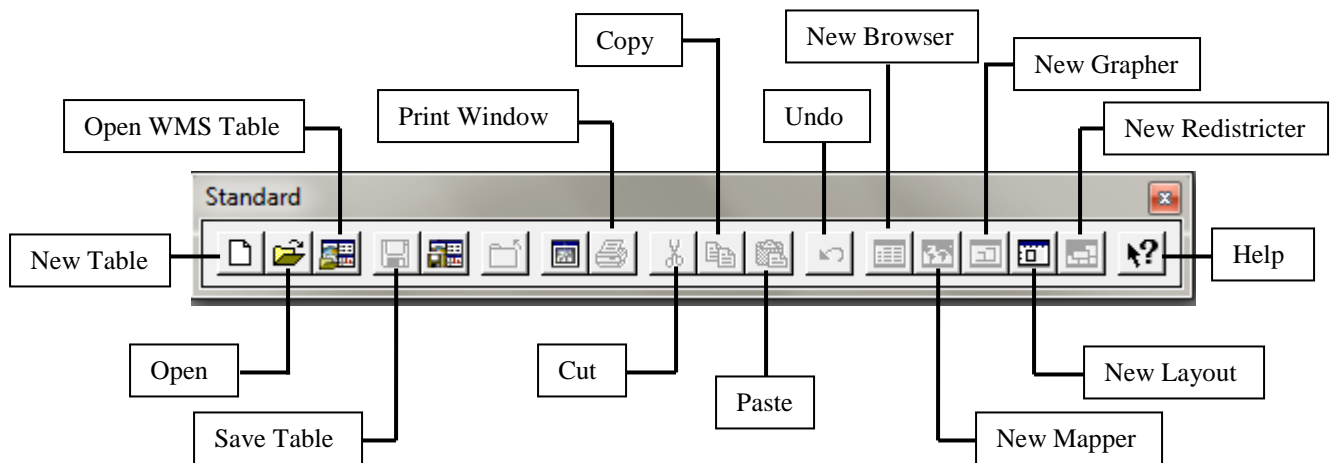 Copy
New Browser
New Grapher
Open WMS Table
Print Window
Undo
New Redistricter
Standard
New Table
Help
Open
Cut
New Layout
Paste
Save Table
New Mapper